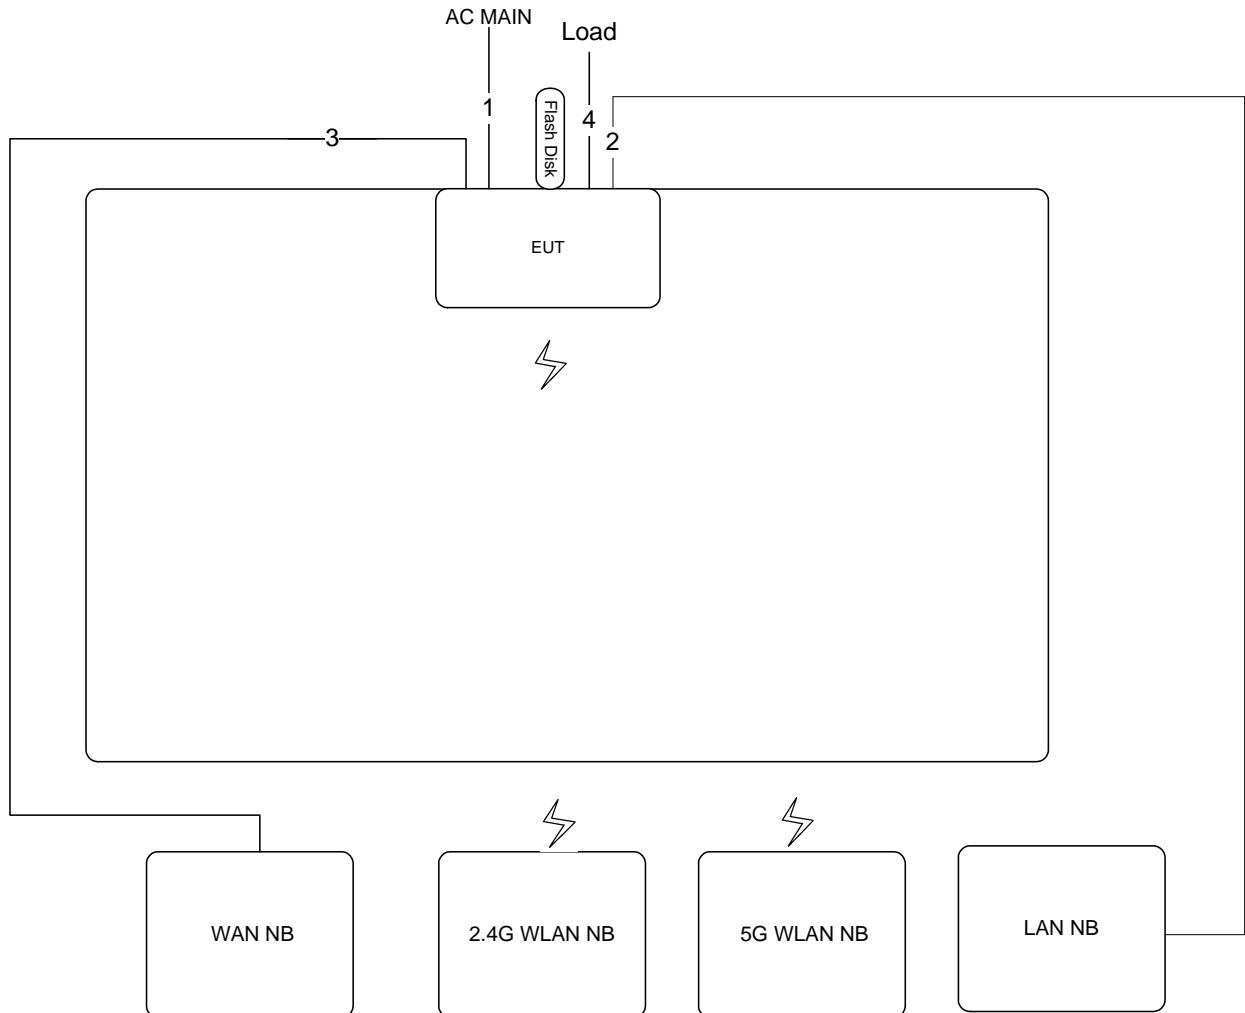 AC MAIN
Load
1
Flash Disk
4
2
3
EUT
WAN NB
2.4G WLAN NB
5G WLAN NB
LAN NB